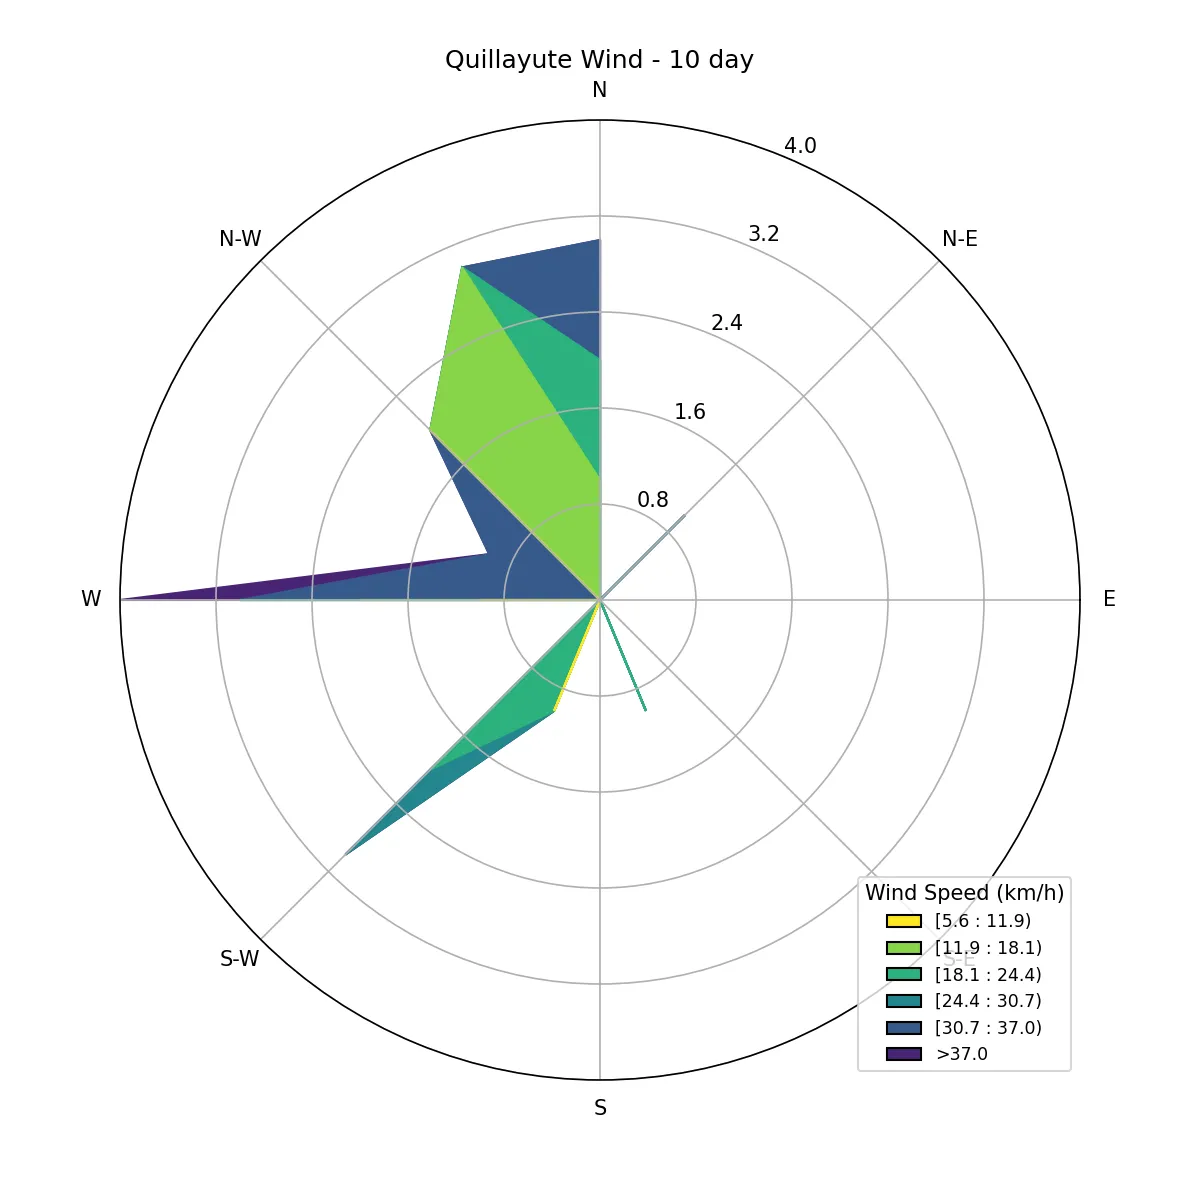 Quillayute Wind - 10 day
N
4.0
N-W
3.2
N-E
2.4
1.6
0.8
W
E
Wind Speed (km/h)
[5.6 : 11.9)
[11.9 : 18.1)
S-W
S-E
[18.1 : 24.4)
[24.4 : 30.7)
[30.7 : 37.0)
>37.0
S